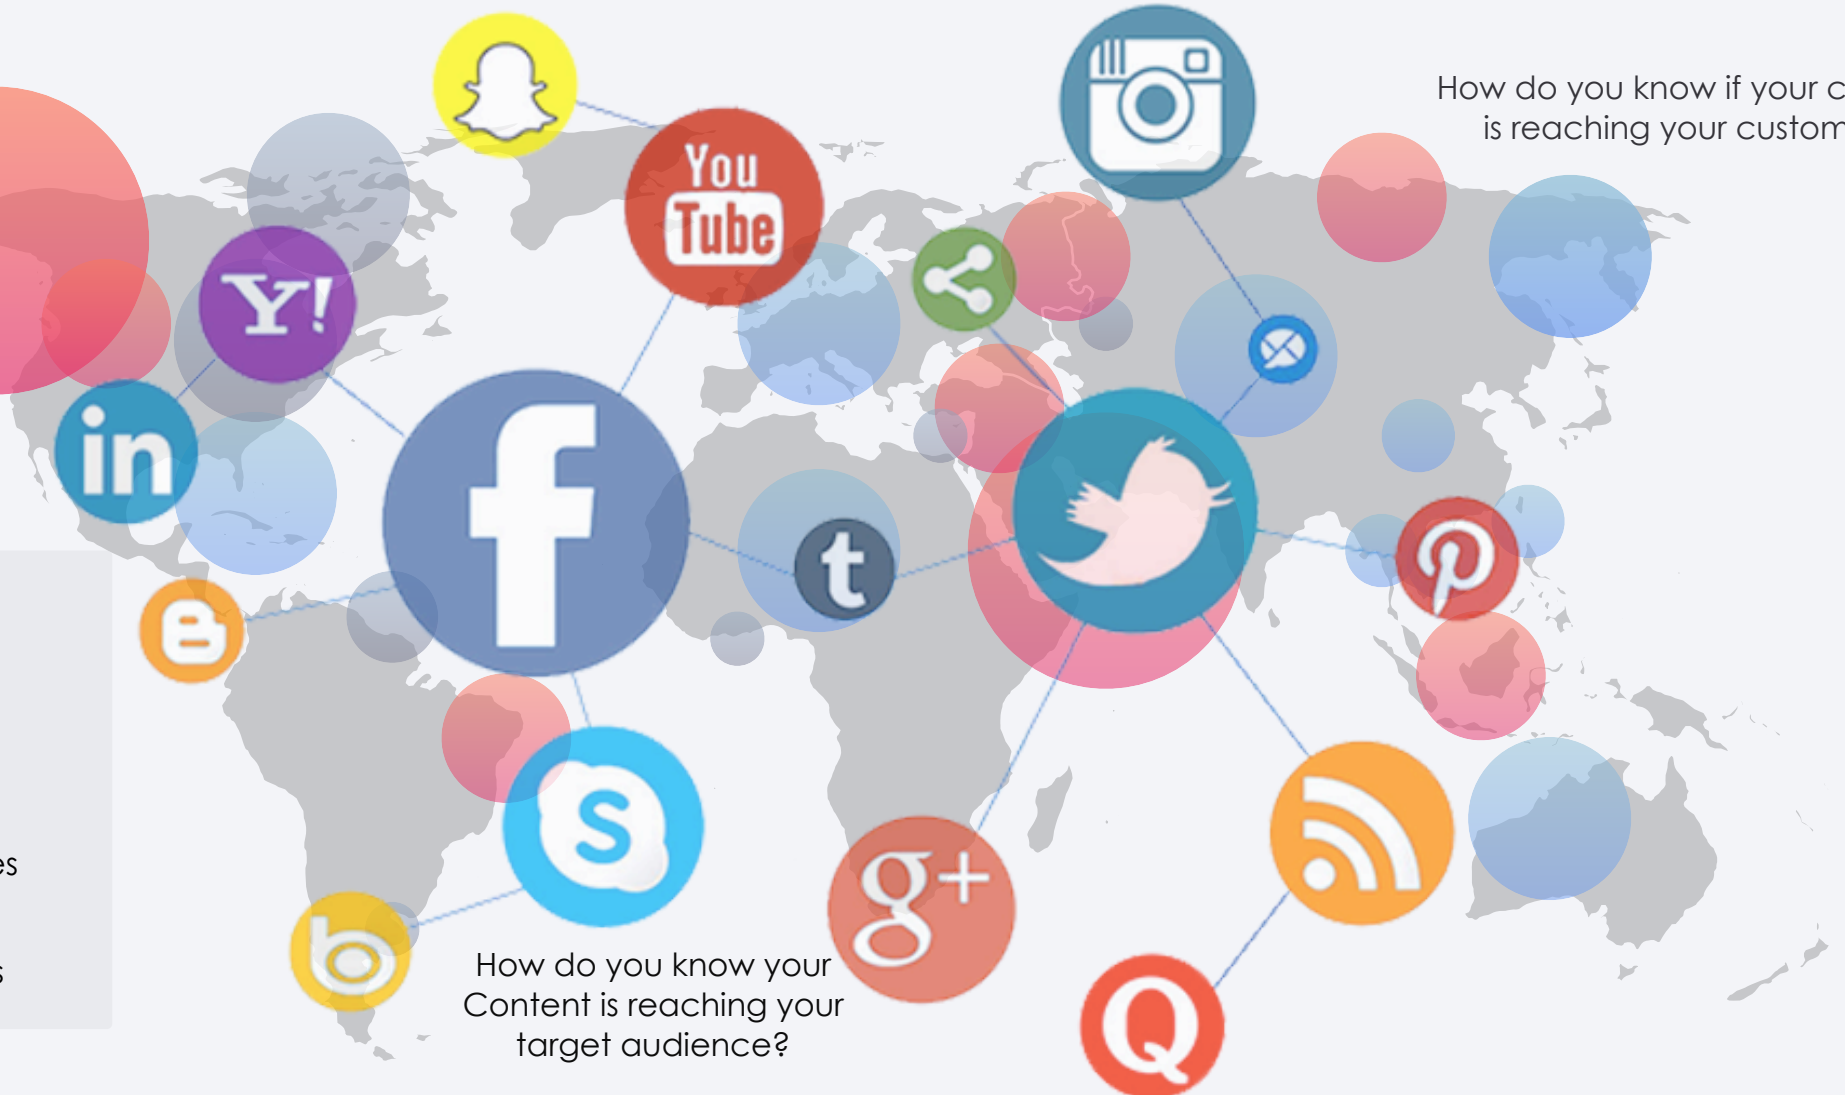 How do you know if your c
is reaching your custom
You
Tube
Y!
in
f
t
es
s
b
S
g+
How do you know your
Content is reaching your
target audience?
Q